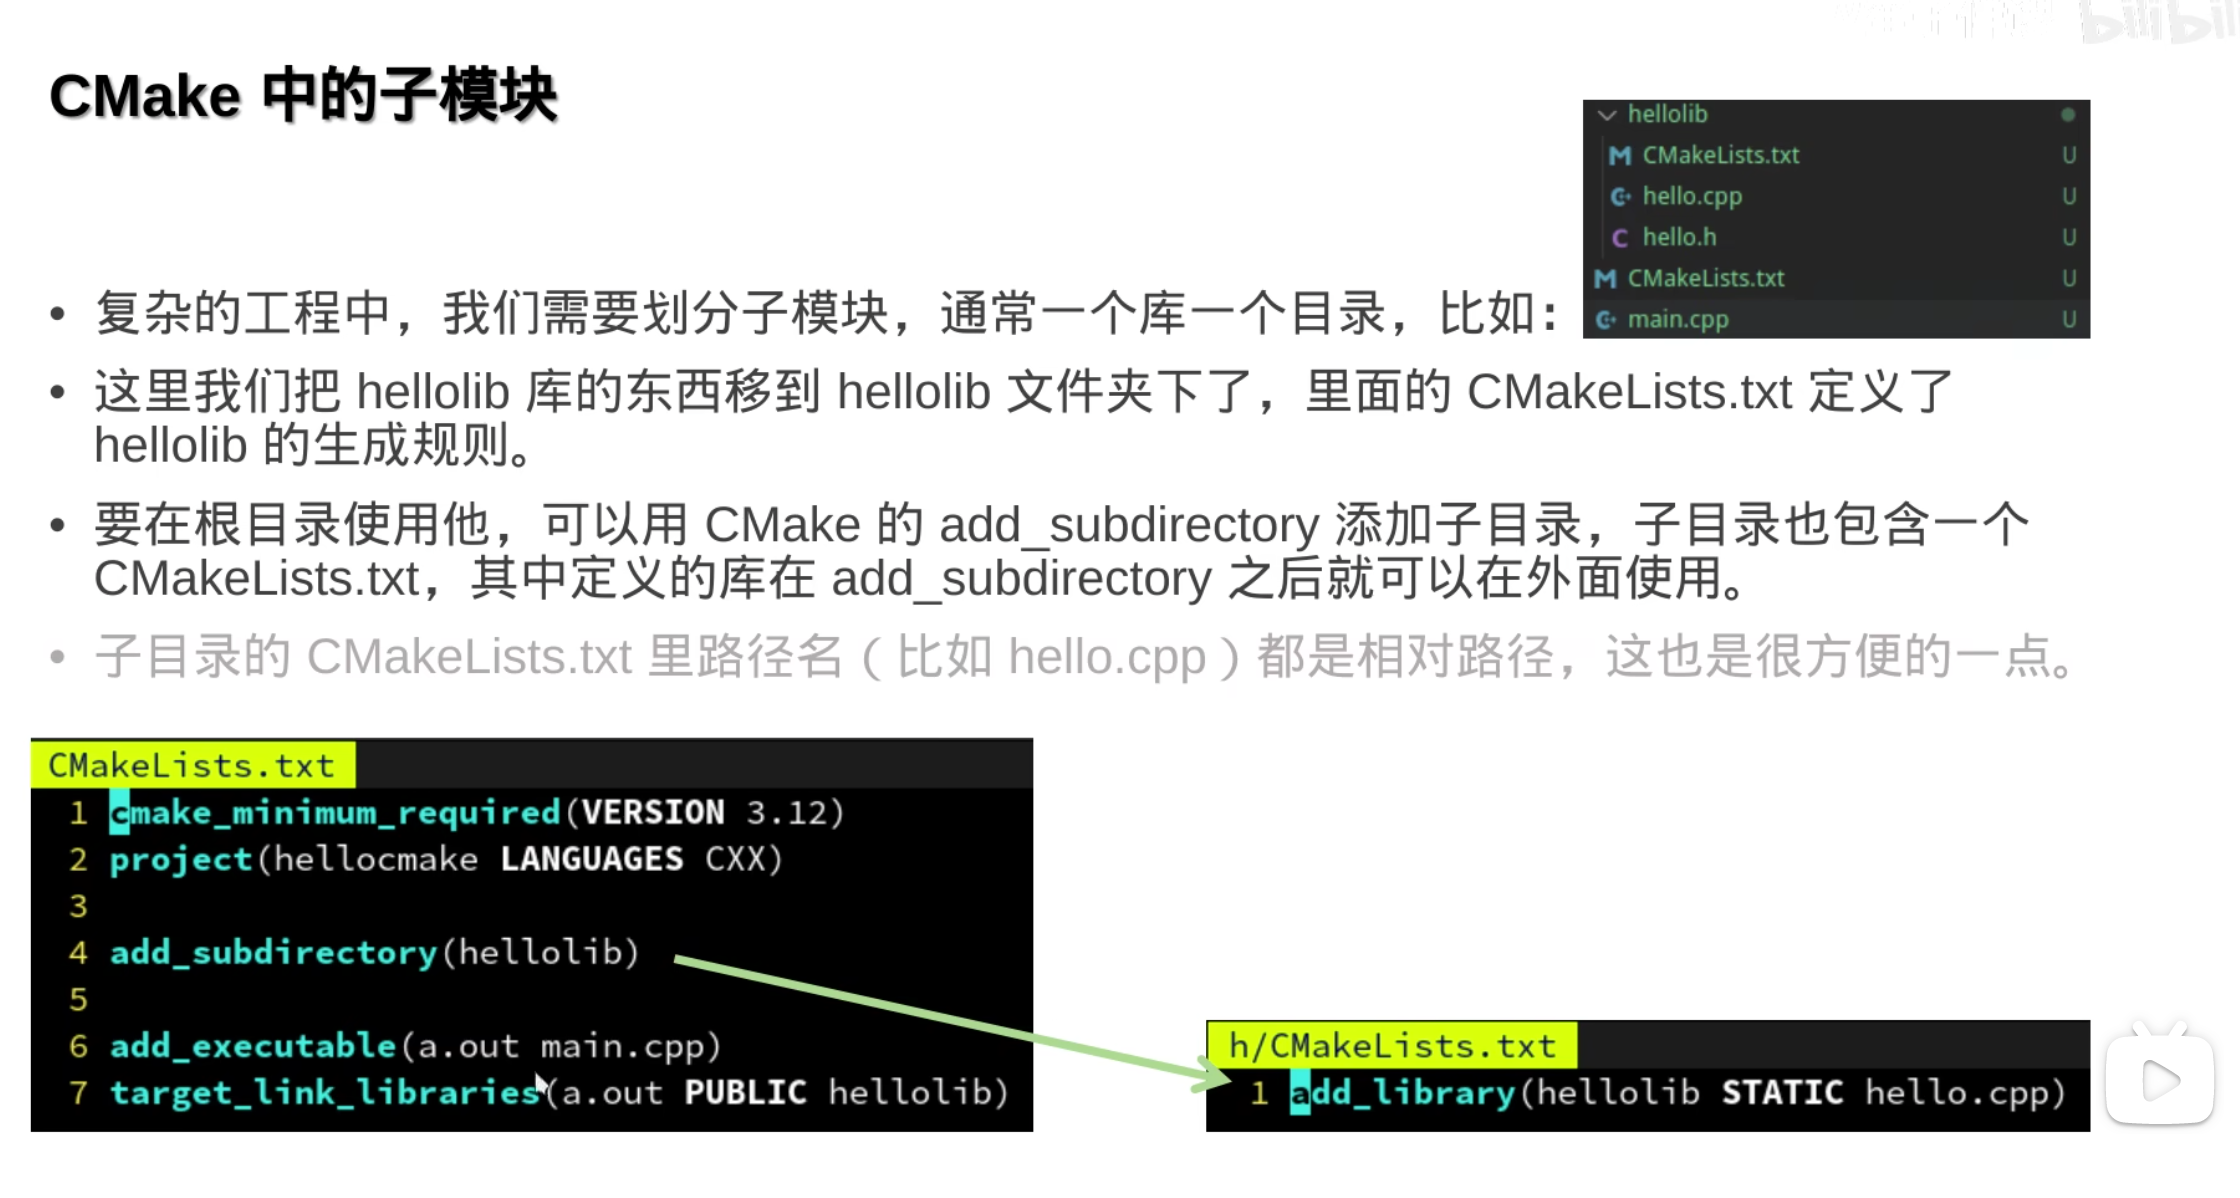 bilibili
CMake 中的子模块
hellolib
CMakeLists.txt U
hello.cpp U
C hello.h U
CMakeLists.txt U
main.cpp U
• 复杂的工程中，我们需要划分子模块，通常一个库一个目录，比如：
• 这里我们把 hellolib 库的东西移到 hellolib 文件夹下了，里面的 CMakeLists.txt 定义了
hellolib 的生成规则。
• 要在根目录使用他，可以用 CMake 的 add_subdirectory 添加子目录，子目录也包含一个
CMakeLists.txt，其中定义的库在 add_subdirectory 之后就可以在外面使用。
• 子目录的 CMakeLists.txt 里路径名（比如 hello.cpp）都是相对路径，这也是很方便的一点。
CMakeLists.txt
1 cmake_minimum_required(VERSION 3.12)
2 project(hellocmake LANGUAGES CXX)
3
4 add_subdirectory(hellolib)
5
6 add_executable(a.out main.cpp)
7 target_link_libraries(a.out PUBLIC hellolib)
h/CMakeLists.txt
1 add_library(hellolib STATIC hello.cpp)